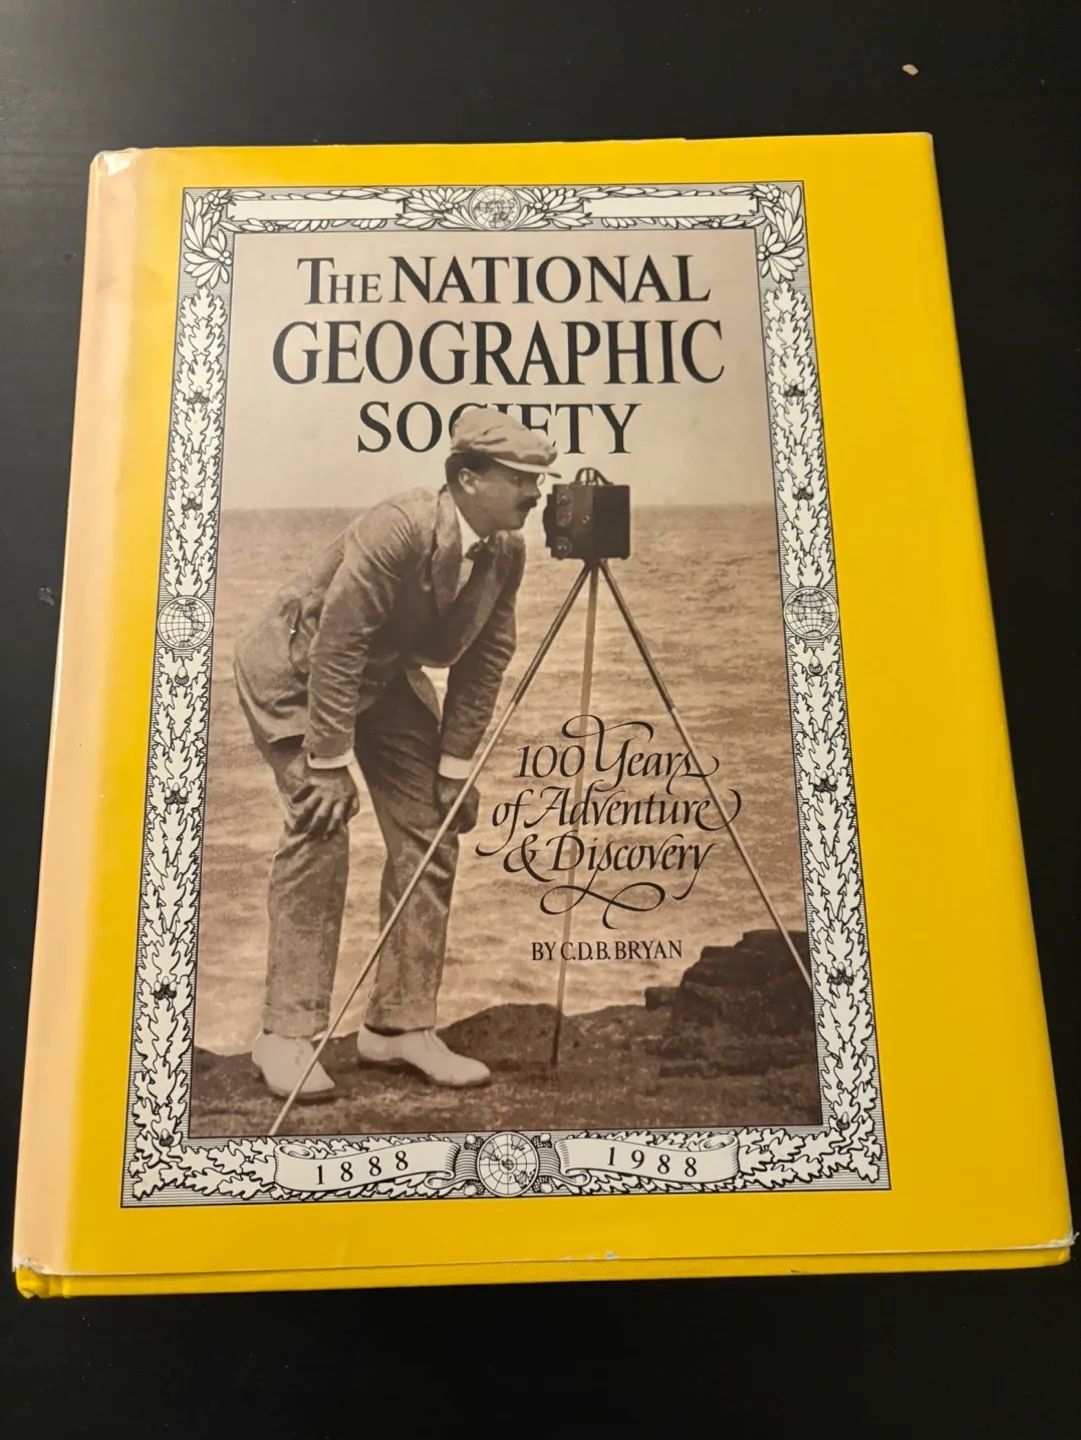 THE NATIONAL
GEOGRAPHIC
SOCIETY
100 Years
of Adventure
& Discovery
BY C.D.B. BRYAN
1888 1988